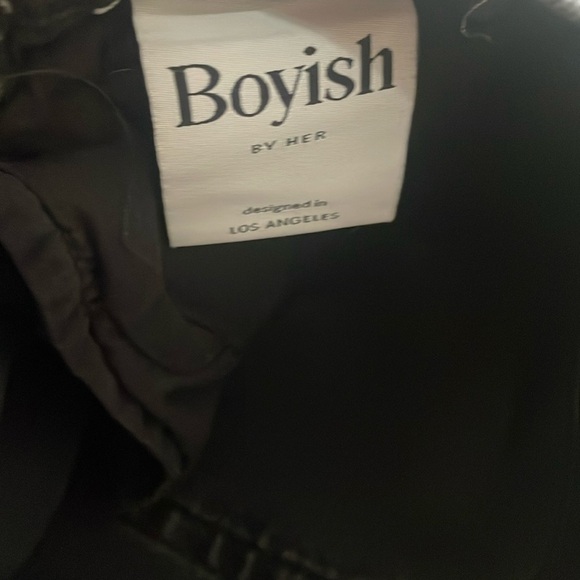 Boyish
BY HER
designed in
LOS ANGELES